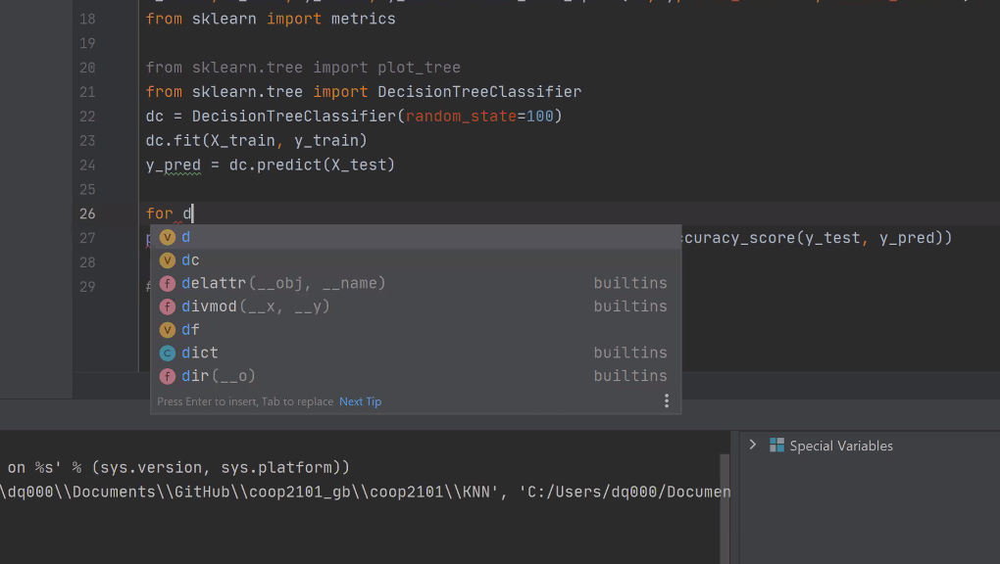 18 from sklearn import metrics
19
20 from sklearn.tree import plot_tree
21 from sklearn.tree import DecisionTreeClassifier
22 dc = DecisionTreeClassifier(random_state=100)
23 dc.fit(X_train, y_train)
24 y_pred = dc.predict(X_test)
25
26 for d
27 ccuracy_score(y_test, y_pred))
28
29 #
V d
V dc
f delattr(__obj, __name) builtins
f divmod(__x, __y) builtins
V df
C dict builtins
f dir(__o) builtins
Press Enter to insert, Tab to replace Next Tip
on %s' % (sys.version, sys.platform))
\dq000\\Documents\\GitHub\\coop2101_gb\\coop2101\\KNN', 'C:/Users/dq000/Documen
Special Variables